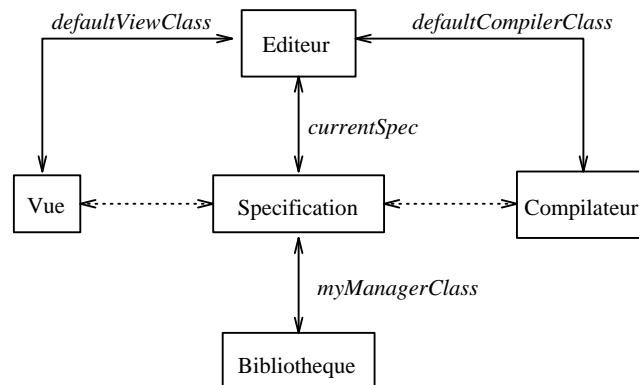 defaultViewClass
Editeur
defaultCompilerClass
currentSpec
Vue
Specification
Compilateur
myManagerClass
Bibliotheque